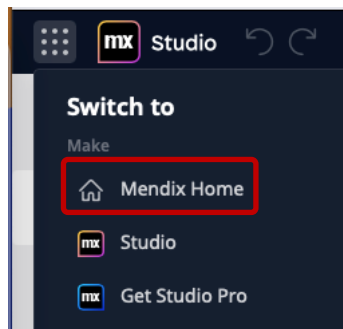 mx Studio
Switch to
Make
Mendix Home
mx Studio
mx Get Studio Pro